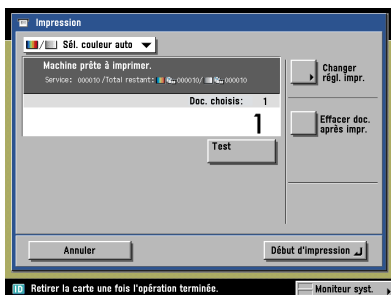 Impression
Sél. couleur auto
Machine prête à imprimer.
Service: 000010 /Total restant: 000010/ 000010
Doc. choisis: 1
1
Test
Changer
régl. impr.
Effacer doc.
après impr.
Annuler
Début d'impression
ID Retirer la carte une fois l'opération terminée.
Moniteur syst.